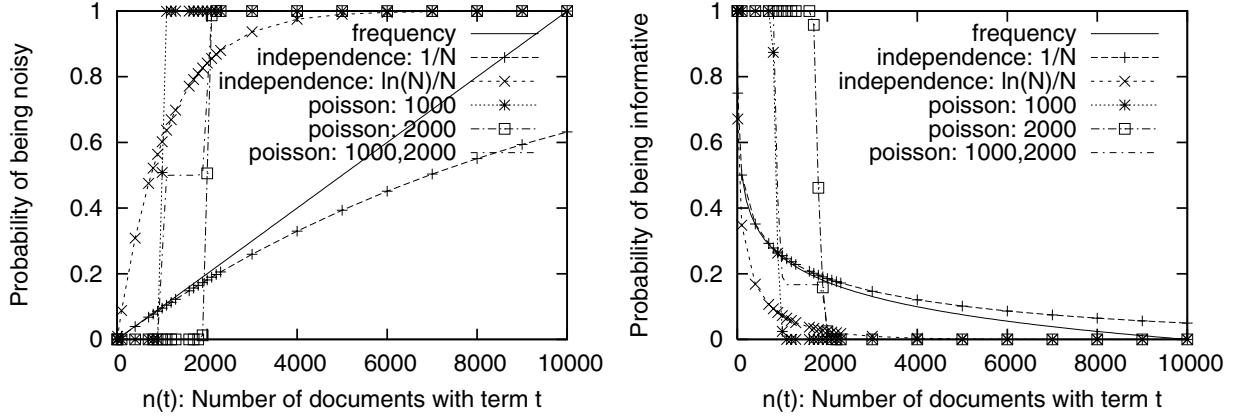 Probability of being noisy
1
0.8
0.6
0.4
0.2
0
0 2000 4000 6000 8000 10000
n(t): Number of documents with term t
frequency
independence: 1/N
independence: ln(N)/N
poisson: 1000
poisson: 2000
poisson: 1000,2000
Probability of being informative
1
0.8
0.6
0.4
0.2
0
0 2000 4000 6000 8000 10000
n(t): Number of documents with term t
frequency
independence: 1/N
independence: ln(N)/N
poisson: 1000
poisson: 2000
poisson: 1000,2000